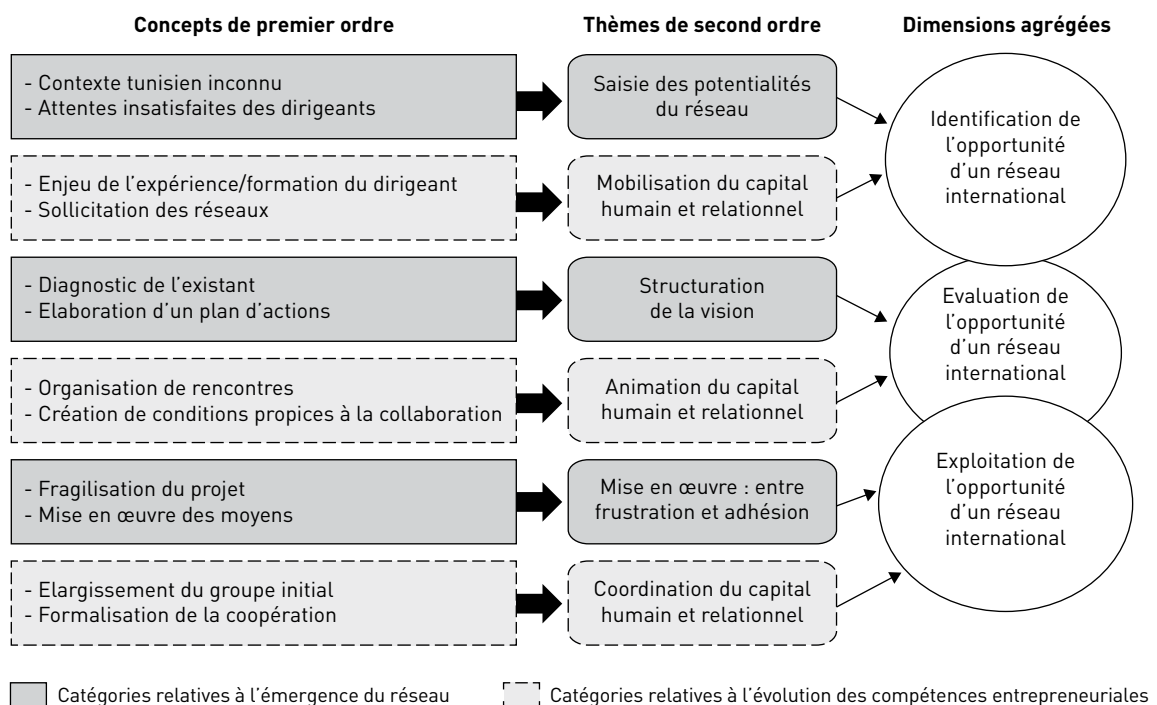 Concepts de premier ordre
Thèmes de second ordre
Dimensions agrégées
- Contexte tunisien inconnu
- Attentes insatisfaites des dirigeants
Saisie des potentialités
du réseau
- Enjeu de l'expérience/formation du dirigeant
- Sollicitation des réseaux
Mobilisation du capital
humain et relationnel
Identification de
l'opportunité
d'un réseau
international
- Diagnostic de l'existant
- Elaboration d'un plan d'actions
Structuration
de la vision
- Organisation de rencontres
- Création de conditions propices à la collaboration
Animation du capital
humain et relationnel
Evaluation de
l'opportunité
d'un réseau
international
- Fragilisation du projet
- Mise en œuvre des moyens
Mise en œuvre : entre
frustration et adhésion
- Elargissement du groupe initial
- Formalisation de la coopération
Coordination du capital
humain et relationnel
Exploitation de
l'opportunité
d'un réseau
international
Catégories relatives à l'émergence du réseau
Catégories relatives à l'évolution des compétences entrepreneuriales